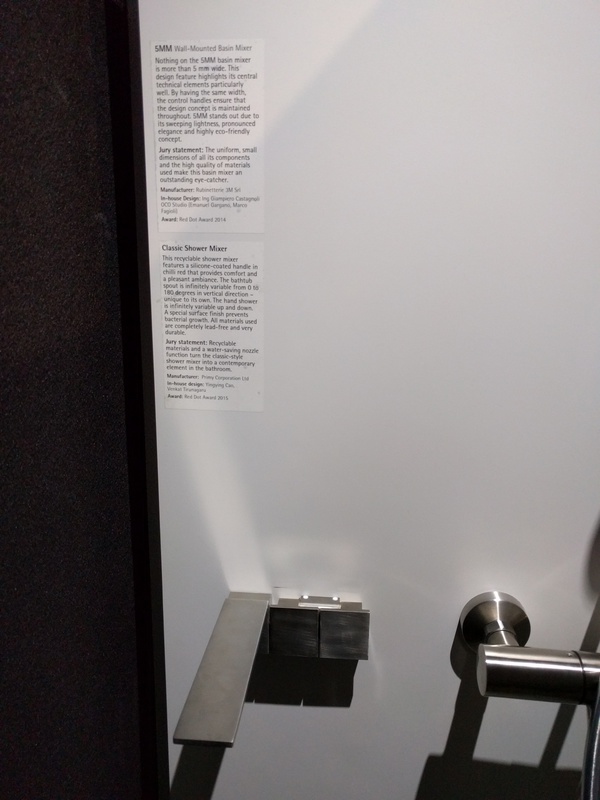 5MM Wall-Mounted Basin Mixer
Nothing on the 5MM basin mixer
is more than 5 mm wide. This
design feature highlights its central
technical elements particularly
well. By having the same width,
the control handles ensure that
the design concept is maintained
throughout. 5MM stands out due to
its sweeping lightness, pronounced
elegance and highly eco-friendly
concept.
Jury statement: The uniform, small
dimensions of all its components
and the high quality of materials
used make this basin mixer an
outstanding eye-catcher.
Manufacturer: Rubinetterie 3M Srl
In-house Design: Ing Giampiero Castagnoli
OCO Studio (Emanuel Gargano, Marco
Fagioli)
Award: Red Dot Award 2014
Classic Shower Mixer
This recyclable shower mixer
features a silicone-coated handle in
chilli red that provides comfort and
a pleasant ambiance. The bathtub
spout is infinitely variable from 0 to
180 degrees in vertical direction –
unique to its own. The hand shower
is infinitely variable up and down.
A special surface finish prevents
bacterial growth. All materials used
are completely lead-free and very
durable.
Jury statement: Recyclable
materials and a water-saving nozzle
function turn the classic-style
shower mixer into a contemporary
element in the bathroom.
Manufacturer: Primy Corporation Ltd
In-house design: Yingying Cao,
Venkat Tirunagaru
Award: Red Dot Award 2015